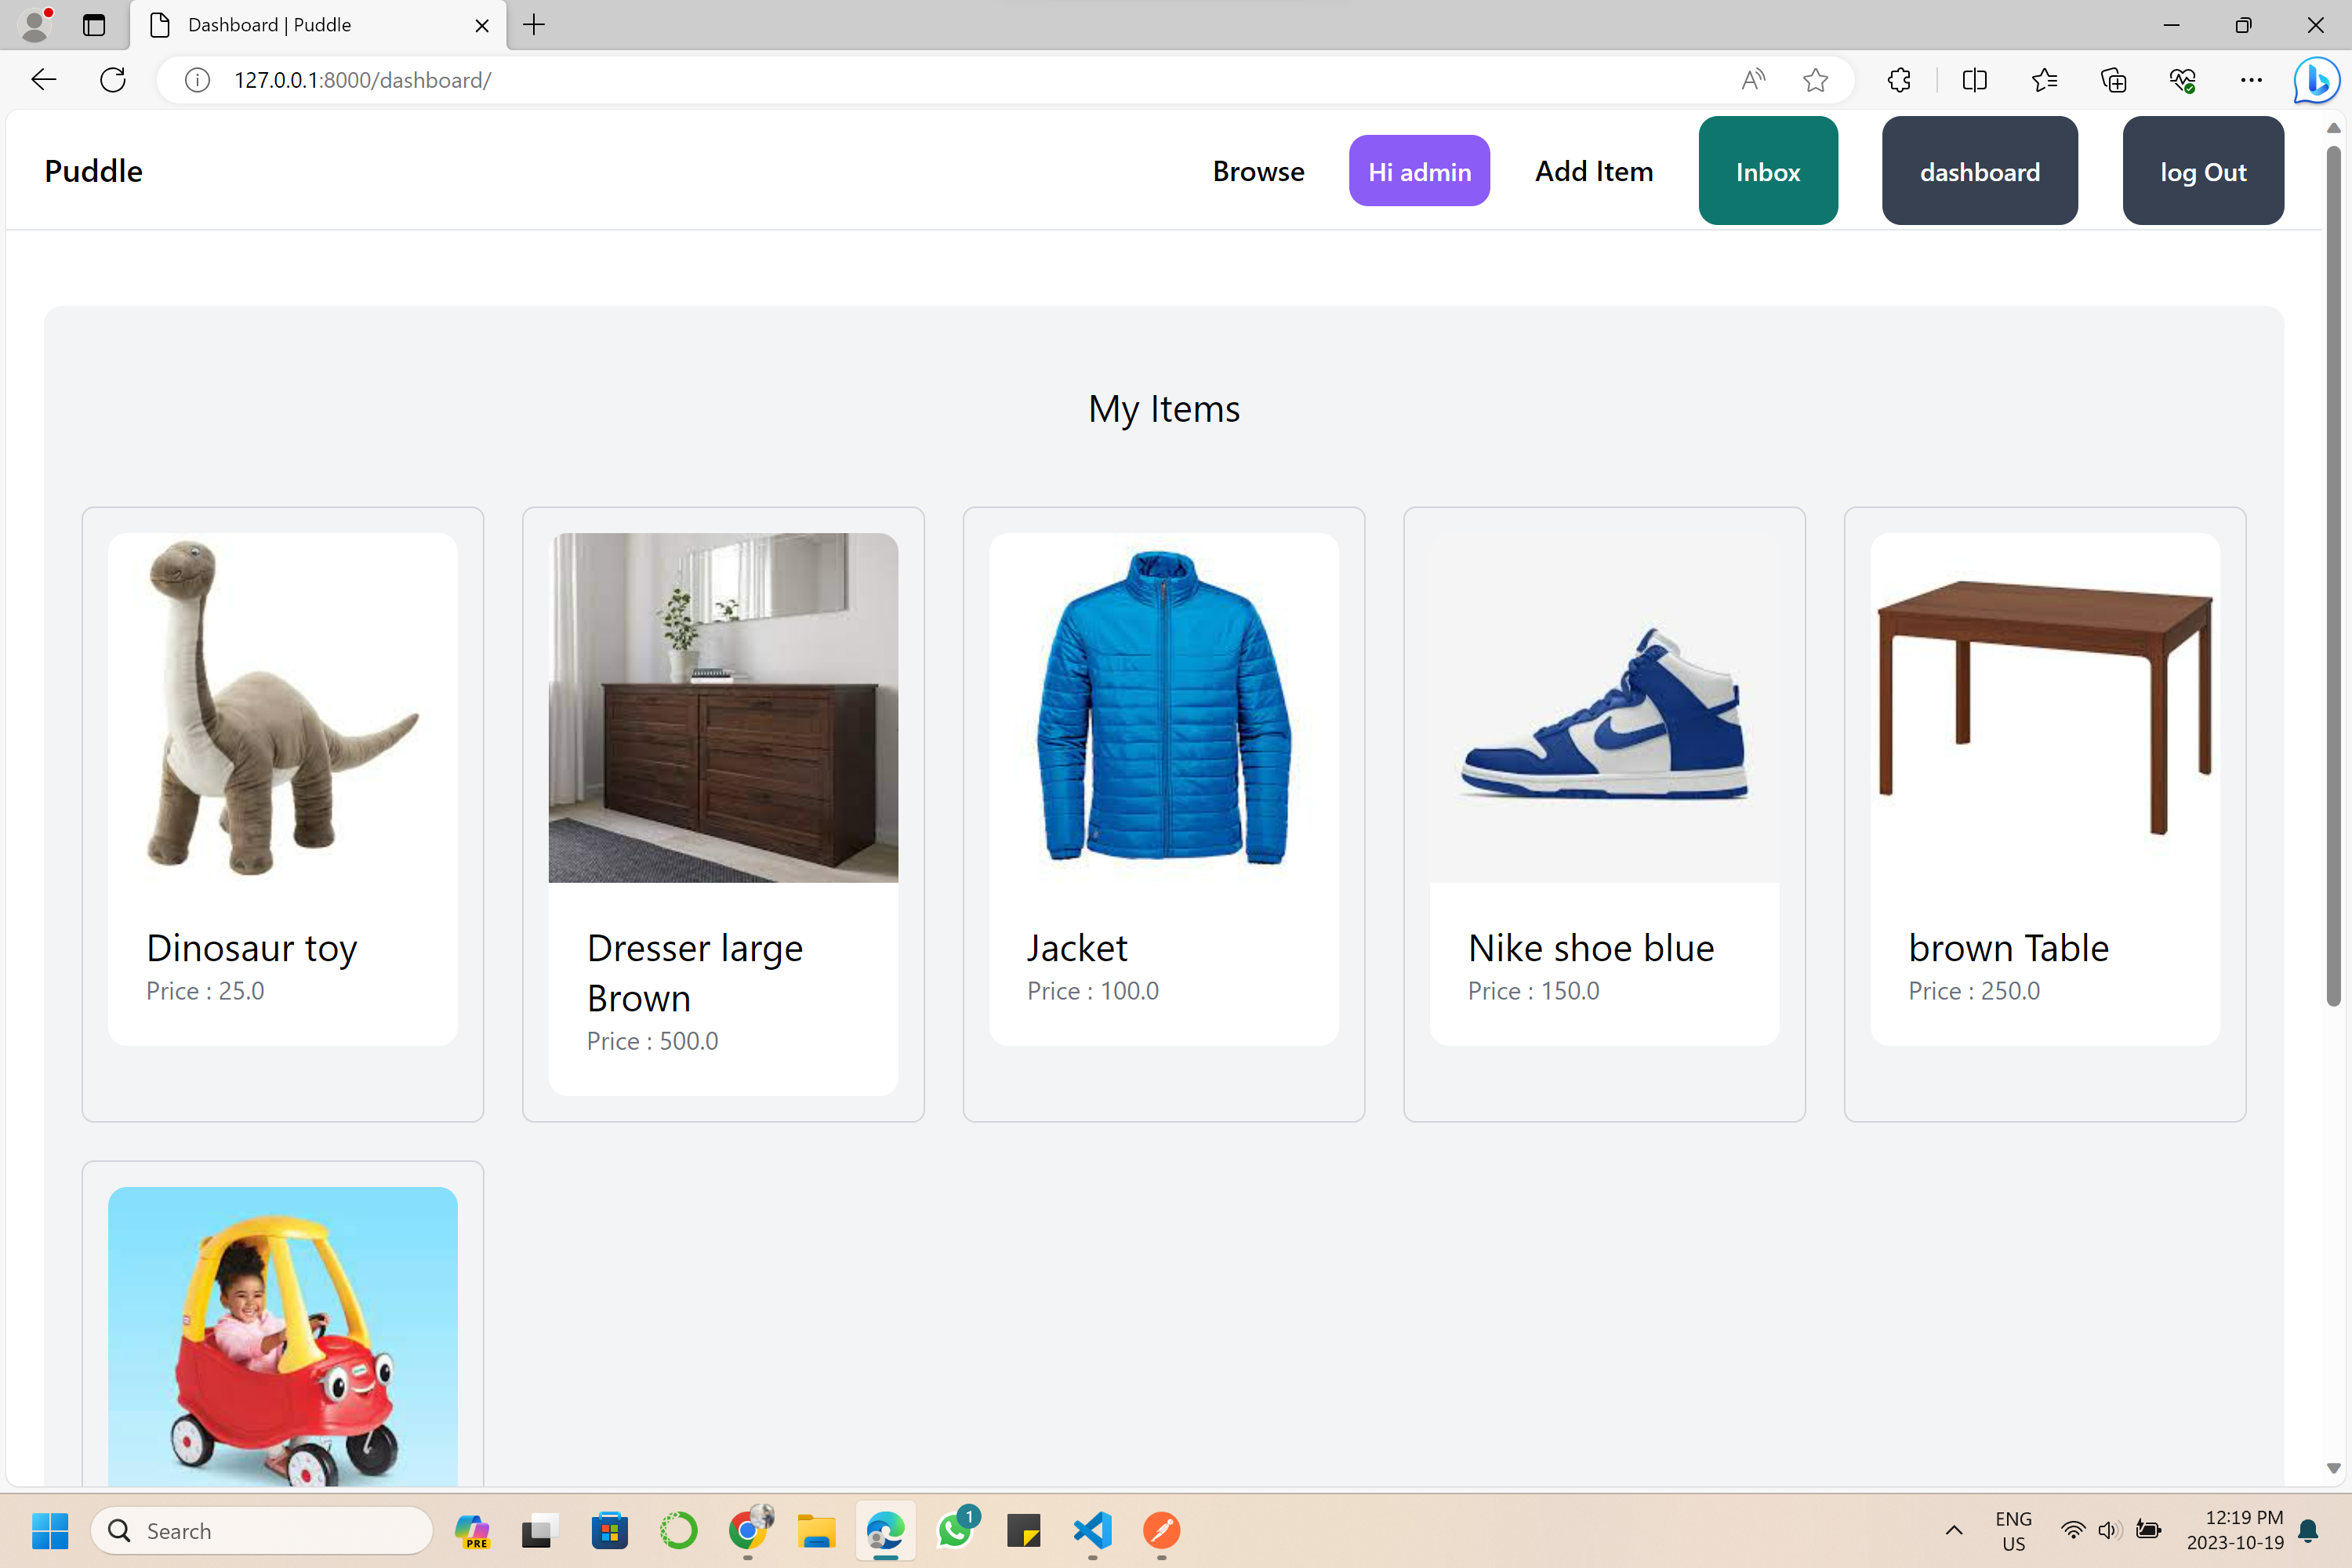 Dashboard | Puddle
127.0.0.1:8000/dashboard/
Puddle
Browse
Hi admin
Add Item
Inbox
dashboard
log Out
My Items
Dinosaur toy
Price : 25.0
Dresser large
Brown
Price : 500.0
Jacket
Price : 100.0
Nike shoe blue
Price : 150.0
brown Table
Price : 250.0
Search
PRE
1
ENG
US
12:19 PM
2023-10-19